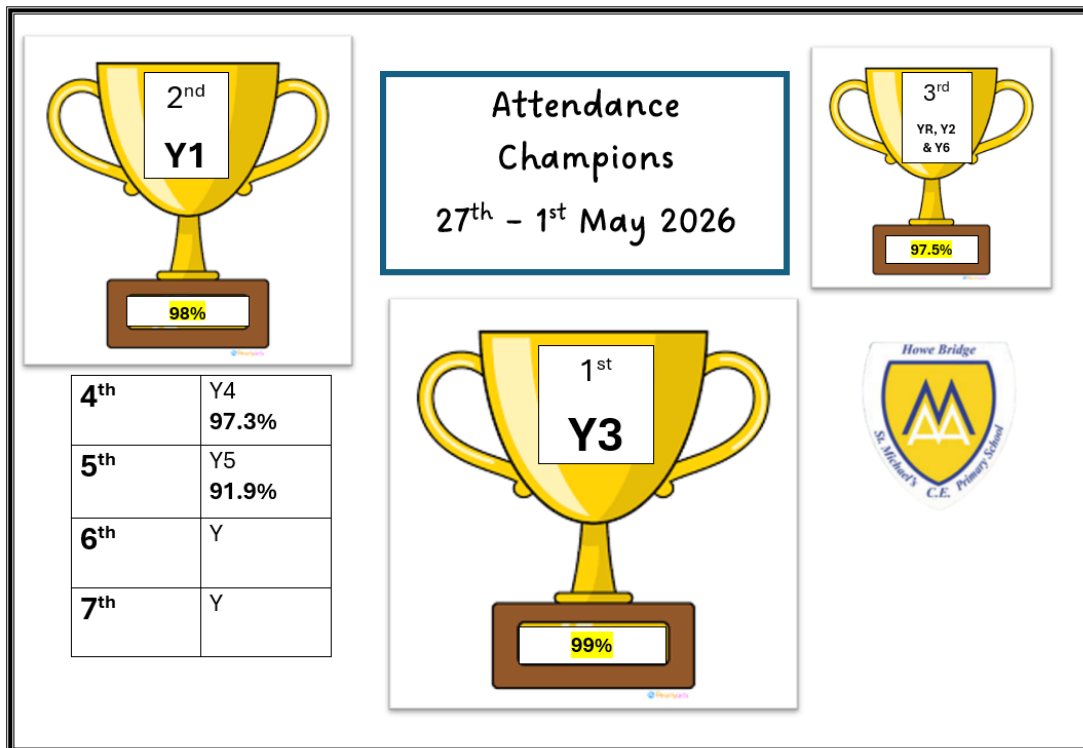 2nd
Y1
98%
Attendance
Champions
27th – 1st May 2026
3rd
YR, Y2
& Y6
97.5%
1st
Y3
99%
4th Y4
97.3%
5th Y5
91.9%
6th Y
7th Y
Howe Bridge
St. Michael's C.E. Primary School